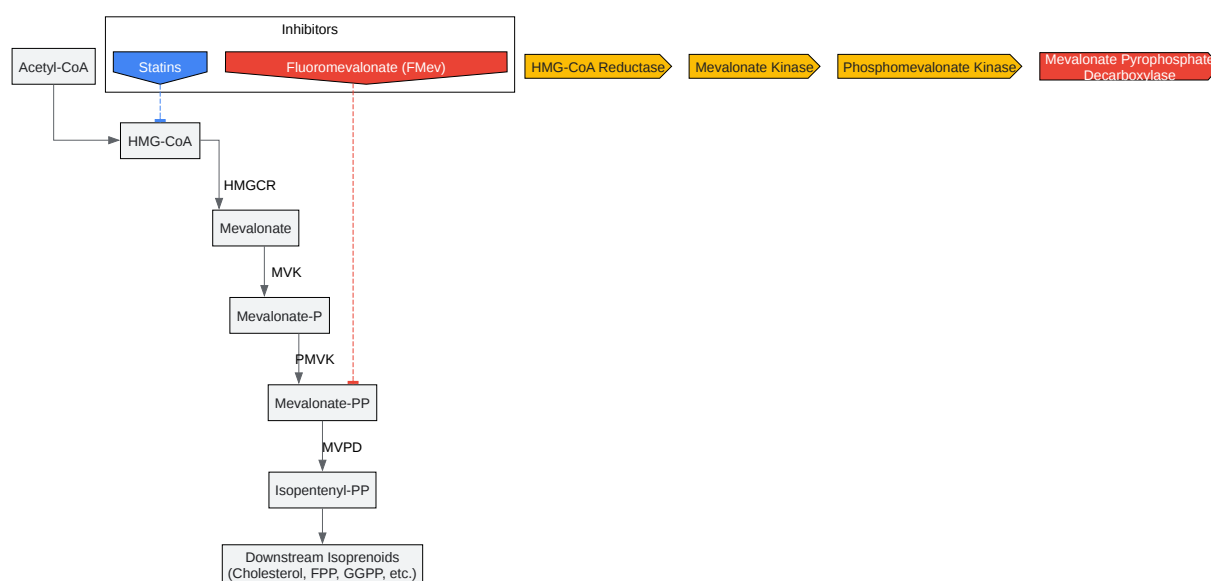 Inhibitors
Acetyl-CoA
Statins
Fluoromevalonate (FMev)
HMG-CoA Reductase
Mevalonate Kinase
Phosphomevalonate Kinase
Mevalonate Pyrophosphate
Decarboxylase
HMG-CoA
HMGCR
Mevalonate
MVK
Mevalonate-P
PMVK
Mevalonate-PP
MVPD
Isopentenyl-PP
Downstream Isoprenoids
(Cholesterol, FPP, GGPP, etc.)